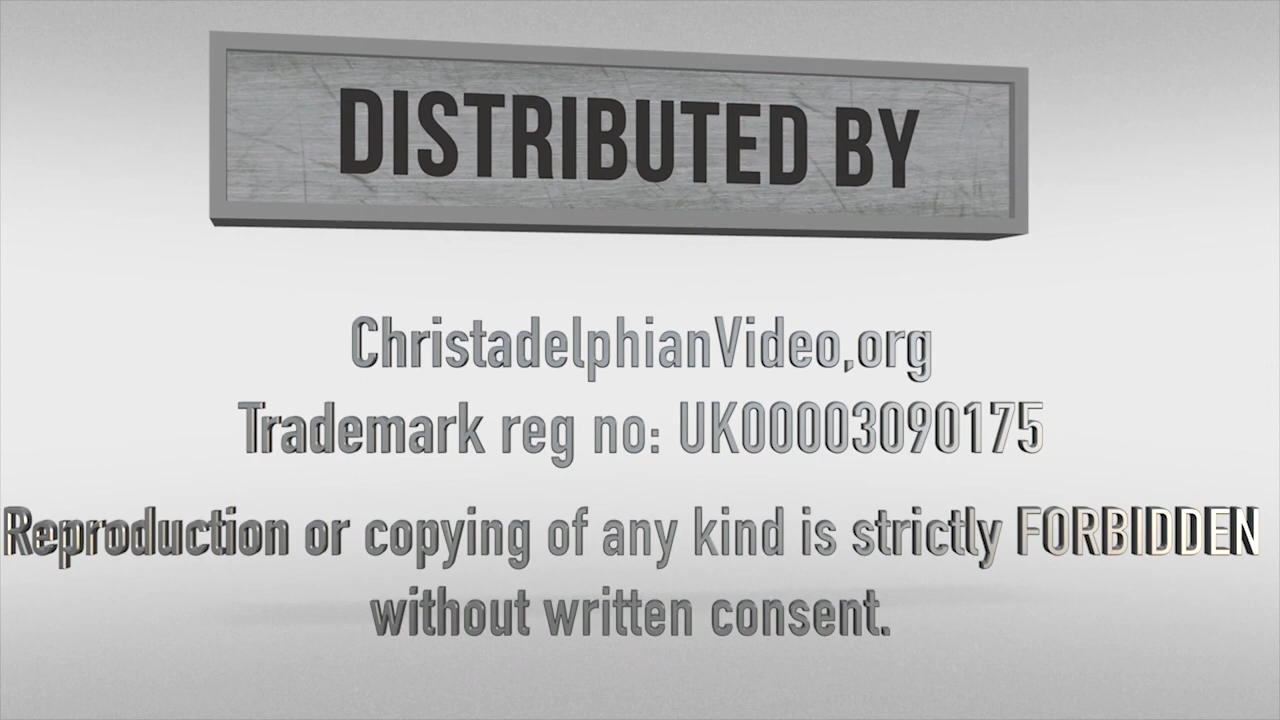 DISTRIBUTED BY
ChristadelphianVideo,org
Trademark reg no: UK00003090175
Reproduction or copying of any kind is strictly FORBIDDEN
without written consent.